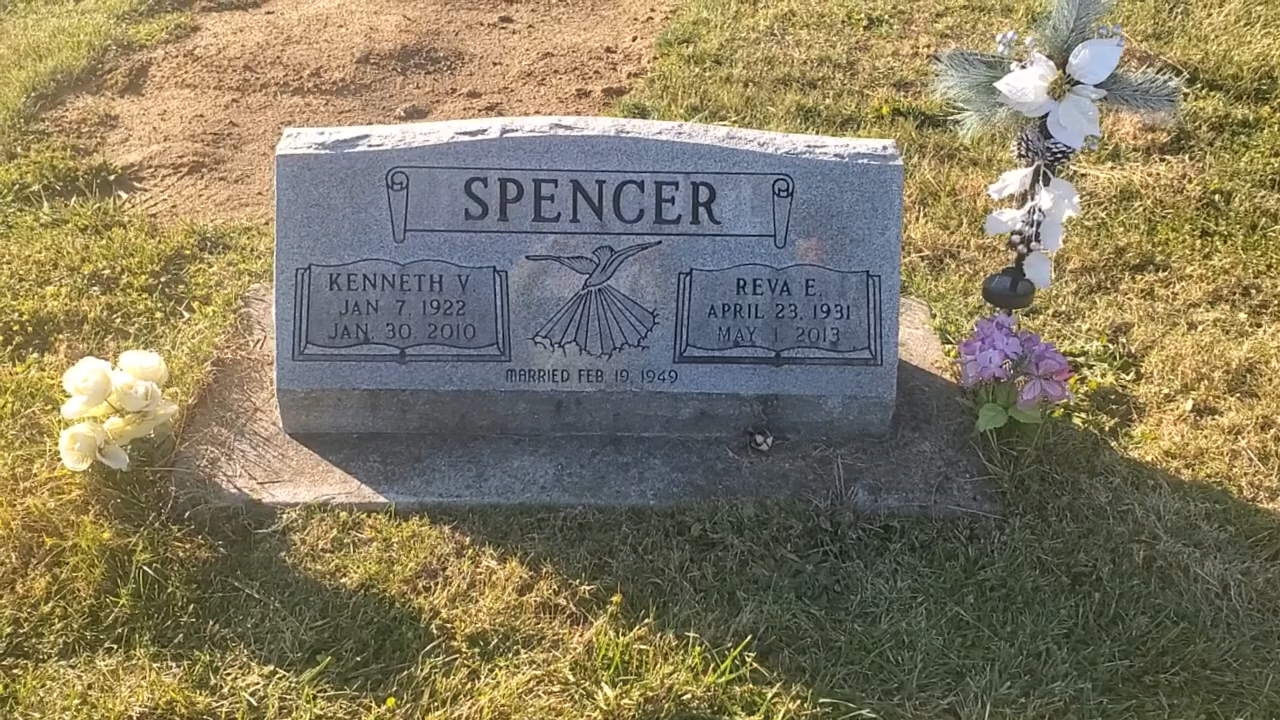 SPENCER
KENNETH V.
JAN 7, 1922
JAN 30, 2010
REVA E.
APRIL 23, 1931
MAY 1, 2013
MARRIED FEB 19, 1949